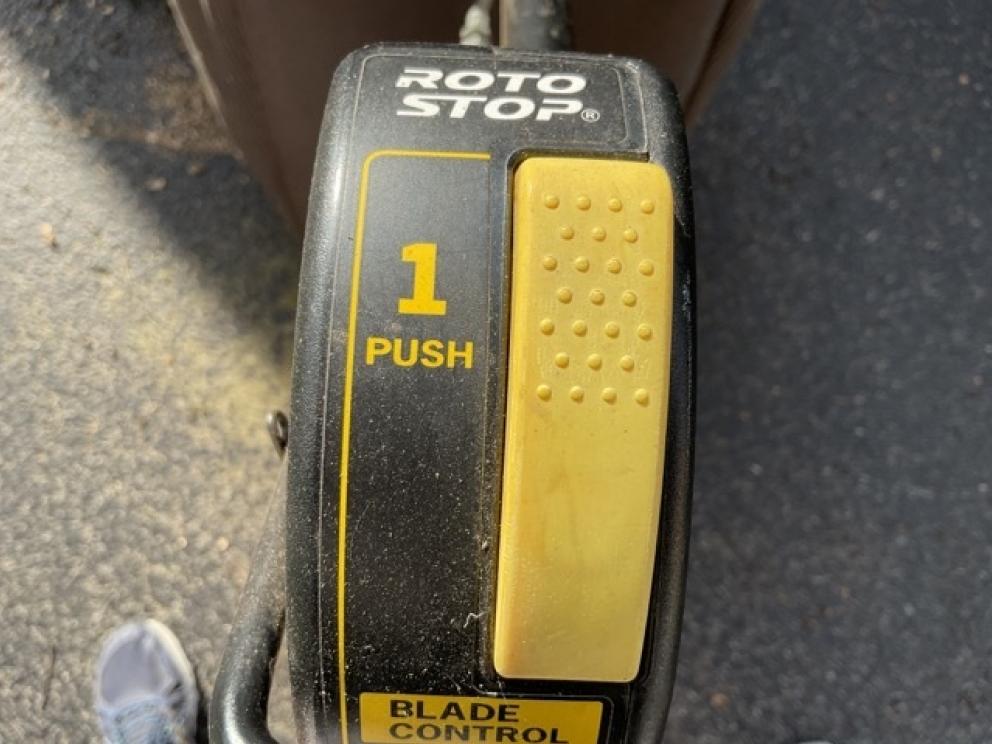 ROTO
STOP®
1
PUSH
BLADE
CONTROL